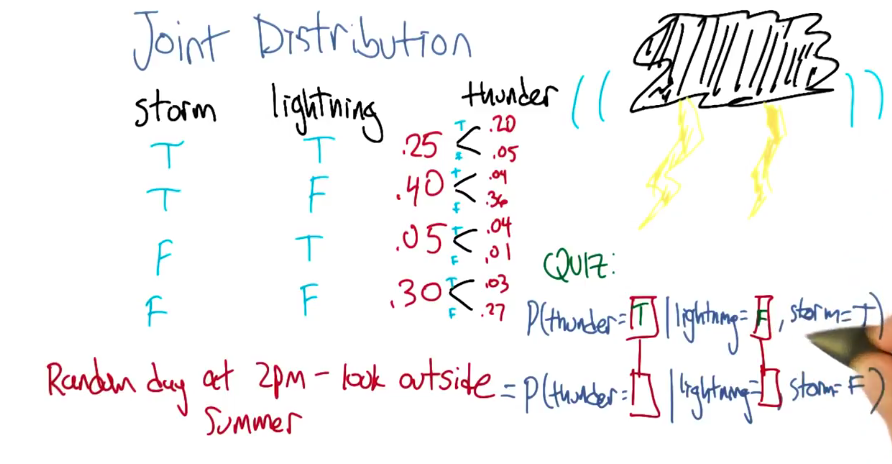 Joint Distribution
storm lightning thunder
T T .25 < T .20
.05
T F .40 < T .04
F .36
F T .05 < T .04
F .01
F F .30 < T .03
F .27
Random day at 2pm - look outside
Summer
QUIZ:
P(thunder=T|lightning=F, storm=T)
=P(thunder= |lightning= , storm=F)